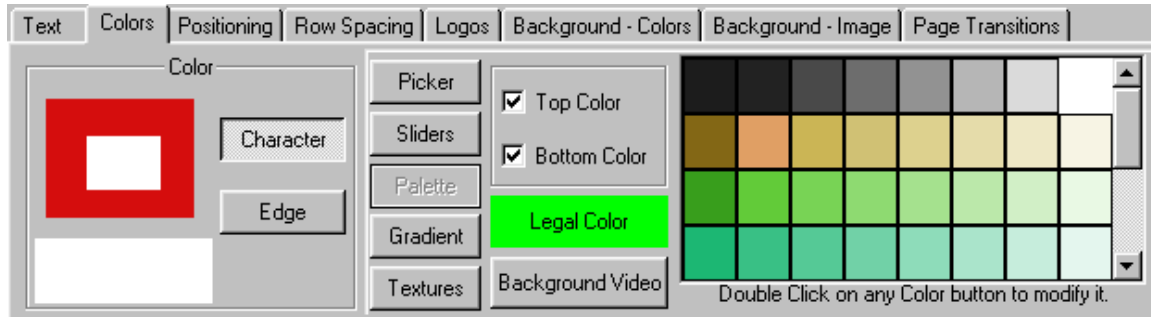 Text Colors Positioning Row Spacing Logos Background - Colors Background - Image Page Transitions
Color
Character
Edge
Picker
Sliders
Palette
Gradient
Textures
Top Color
Bottom Color
Legal Color
Background Video
Double Click on any Color button to modify it.